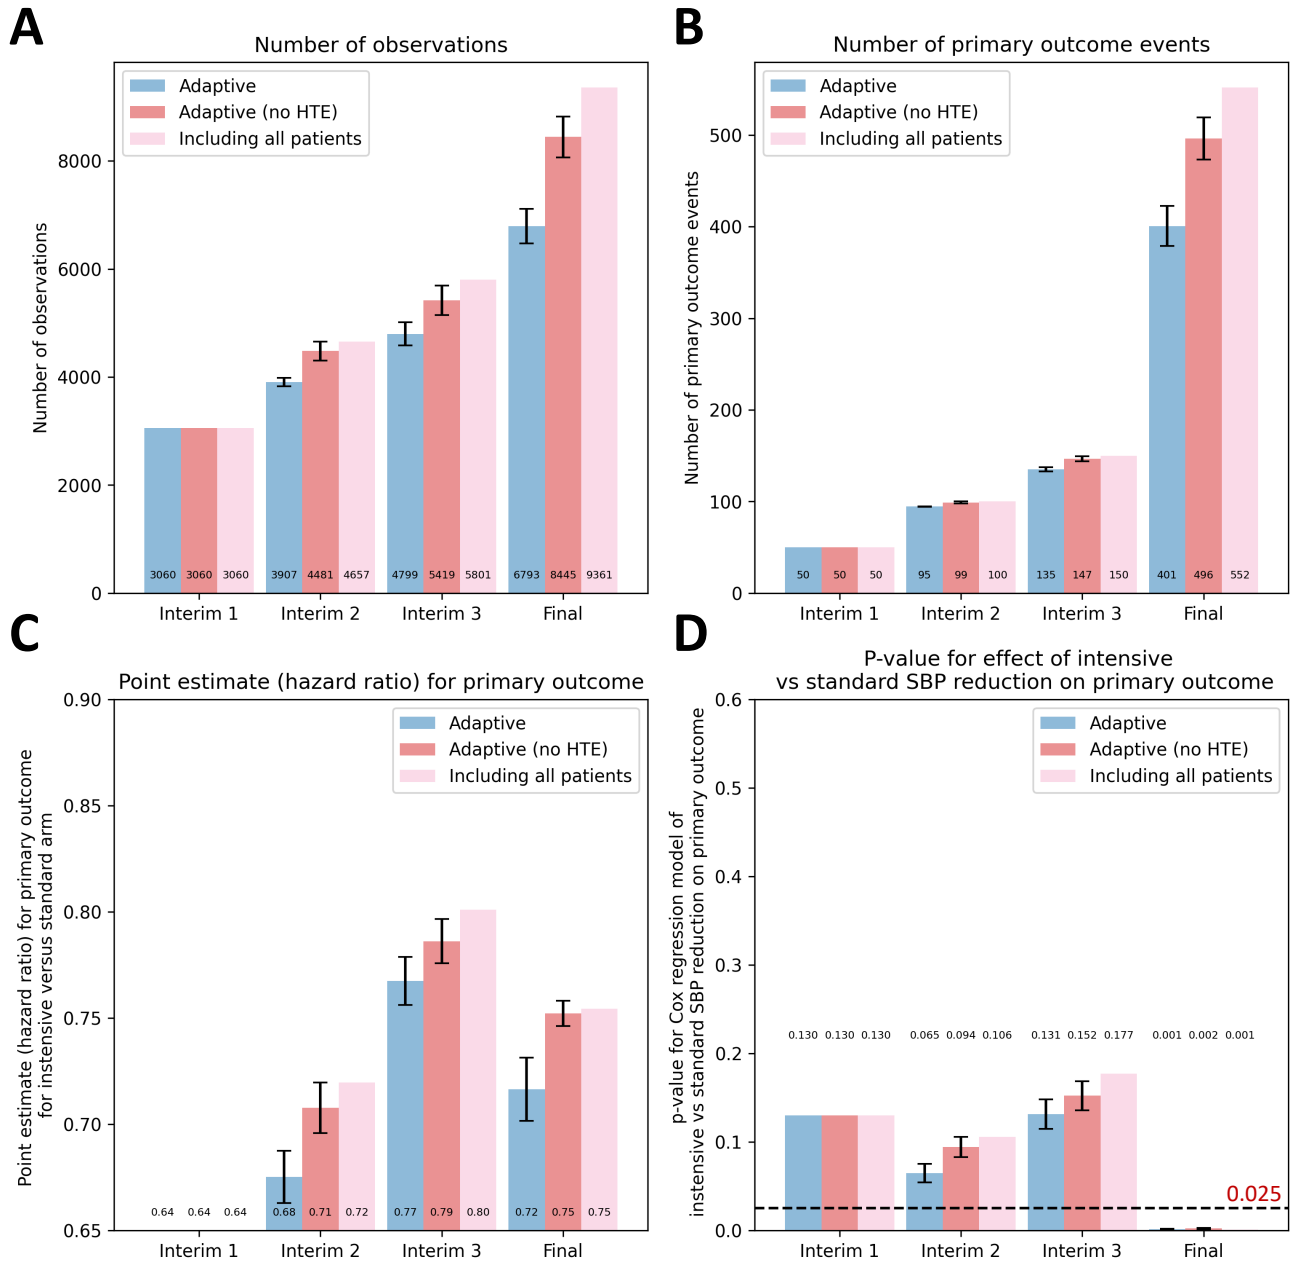 A
Number of observations
Adaptive
Adaptive (no HTE)
Including all patients
Number of observations
8000
6000
4000
2000
0
3060 3060 3060 3907 4481 4657 4799 5419 5801 6793 8445 9361
Interim 1 Interim 2 Interim 3 Final
B
Number of primary outcome events
Adaptive
Adaptive (no HTE)
Including all patients
Number of primary outcome events
500
400
300
200
100
0
50 50 50 95 99 100 135 147 150 401 496 552
Interim 1 Interim 2 Interim 3 Final
C
Point estimate (hazard ratio) for primary outcome
Adaptive
Adaptive (no HTE)
Including all patients
Point estimate (hazard ratio) for primary outcome
for instensive versus standard arm
0.90
0.85
0.80
0.75
0.70
0.65
0.64 0.64 0.64 0.68 0.71 0.72 0.77 0.79 0.80 0.72 0.75 0.75
Interim 1 Interim 2 Interim 3 Final
D
P-value for effect of intensive
vs standard SBP reduction on primary outcome
Adaptive
Adaptive (no HTE)
Including all patients
p-value for Cox regression model of
instensive vs standard SBP reduction on primary outcome
0.6
0.5
0.4
0.3
0.2
0.1
0.0
0.130 0.130 0.130 0.065 0.094 0.106 0.131 0.152 0.177 0.001 0.002 0.001
0.025
Interim 1 Interim 2 Interim 3 Final